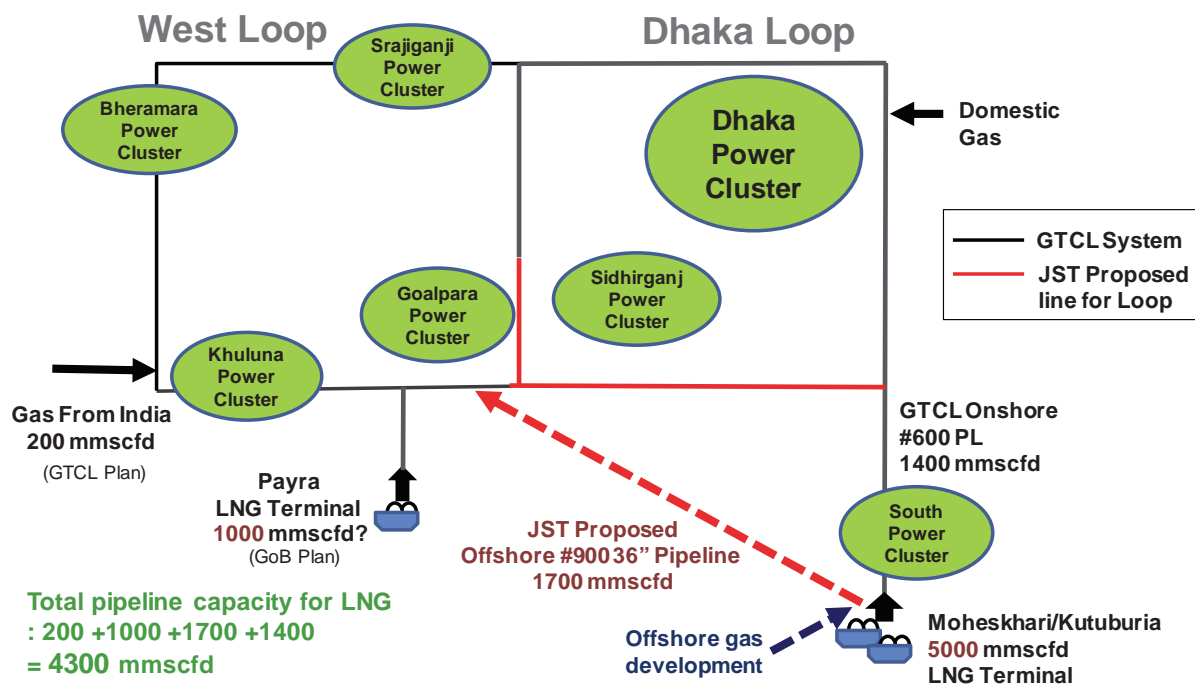 West Loop
Dhaka Loop
Srajiganji
Power
Cluster
Bheramara
Power
Cluster
Dhaka
Power
Cluster
Domestic
Gas
GTCL System
JST Proposed
line for Loop
Goalpara
Power
Cluster
Sidhirganj
Power
Cluster
Khuluna
Power
Cluster
Gas From India
200 mmscfd
(GTCL Plan)
GTCL Onshore
#600 PL
1400 mmscfd
Payra
LNG Terminal
1000 mmscfd?
(GoB Plan)
JST Proposed
Offshore #900 36” Pipeline
1700 mmscfd
South
Power
Cluster
Total pipeline capacity for LNG
: 200 +1000 +1700 +1400
= 4300 mmscfd
Offshore gas
development
Moheskhari/Kutuburia
5000 mmscfd
LNG Terminal